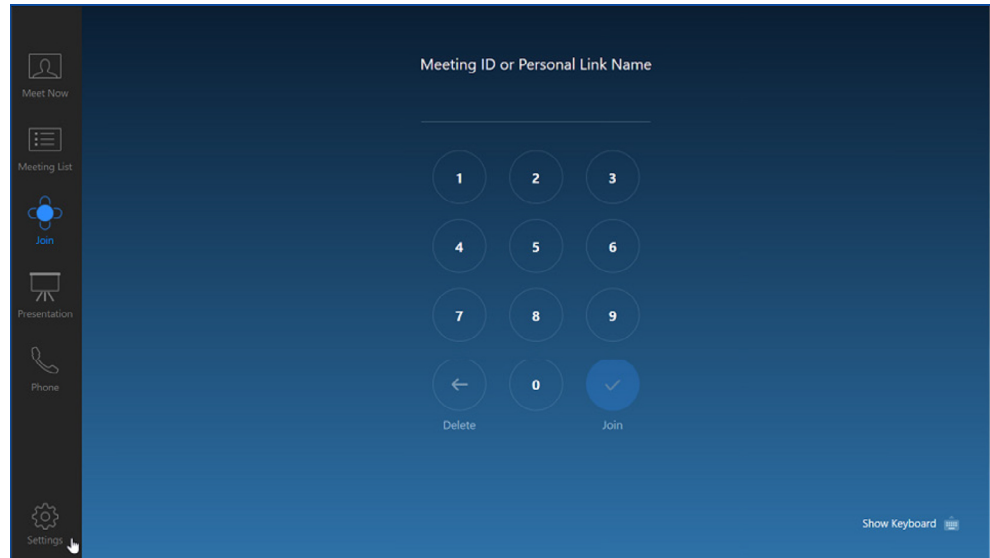 Meet Now
Meeting List
Join
Presentation
Phone
Settings
Meeting ID or Personal Link Name
1 2 3
4 5 6
7 8 9
0
Delete Join
Show Keyboard